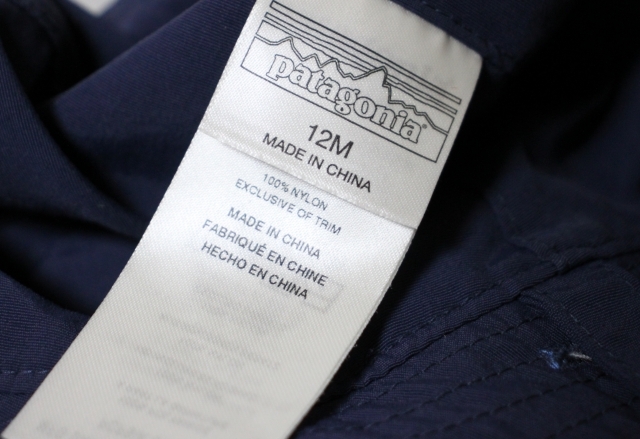 patagonia
12M
MADE IN CHINA
100% NYLON
EXCLUSIVE OF TRIM
MADE IN CHINA
FABRIQUÉ EN CHINE
HECHO EN CHINA